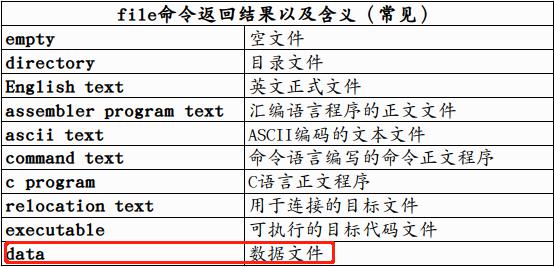 file命令返回结果以及含义（常见）
empty 空文件
directory 目录文件
English text 英文正式文件
assembler program text 汇编语言程序的正文文件
ascii text ASCII编码的文本文件
command text 命令语言编写的命令正文程序
c program C语言正文程序
relocation text 用于连接的目标文件
executable 可执行的目标代码文件
data 数据文件